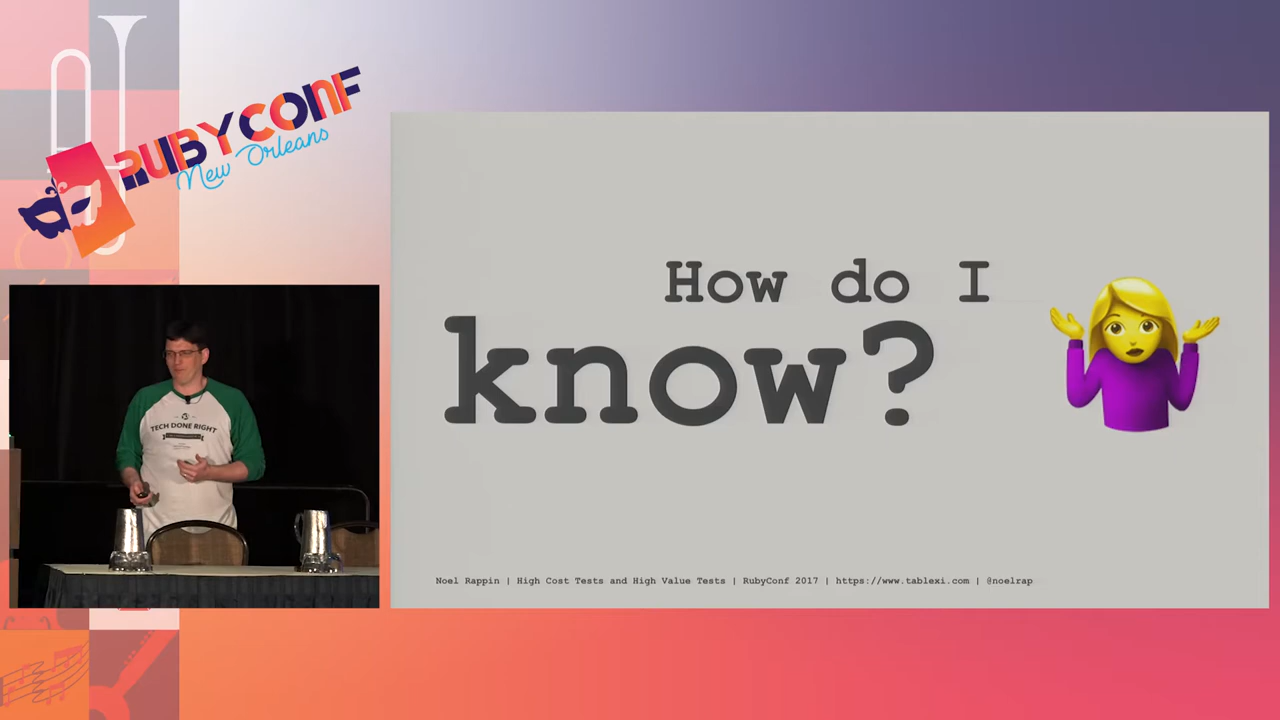 RUBYCONF
New Orleans
TECH DONE RIGHT
How do I
know?
Noel Rappin | High Cost Tests and High Value Tests | RubyConf 2017 | https://www.tablexi.com | @noelrap